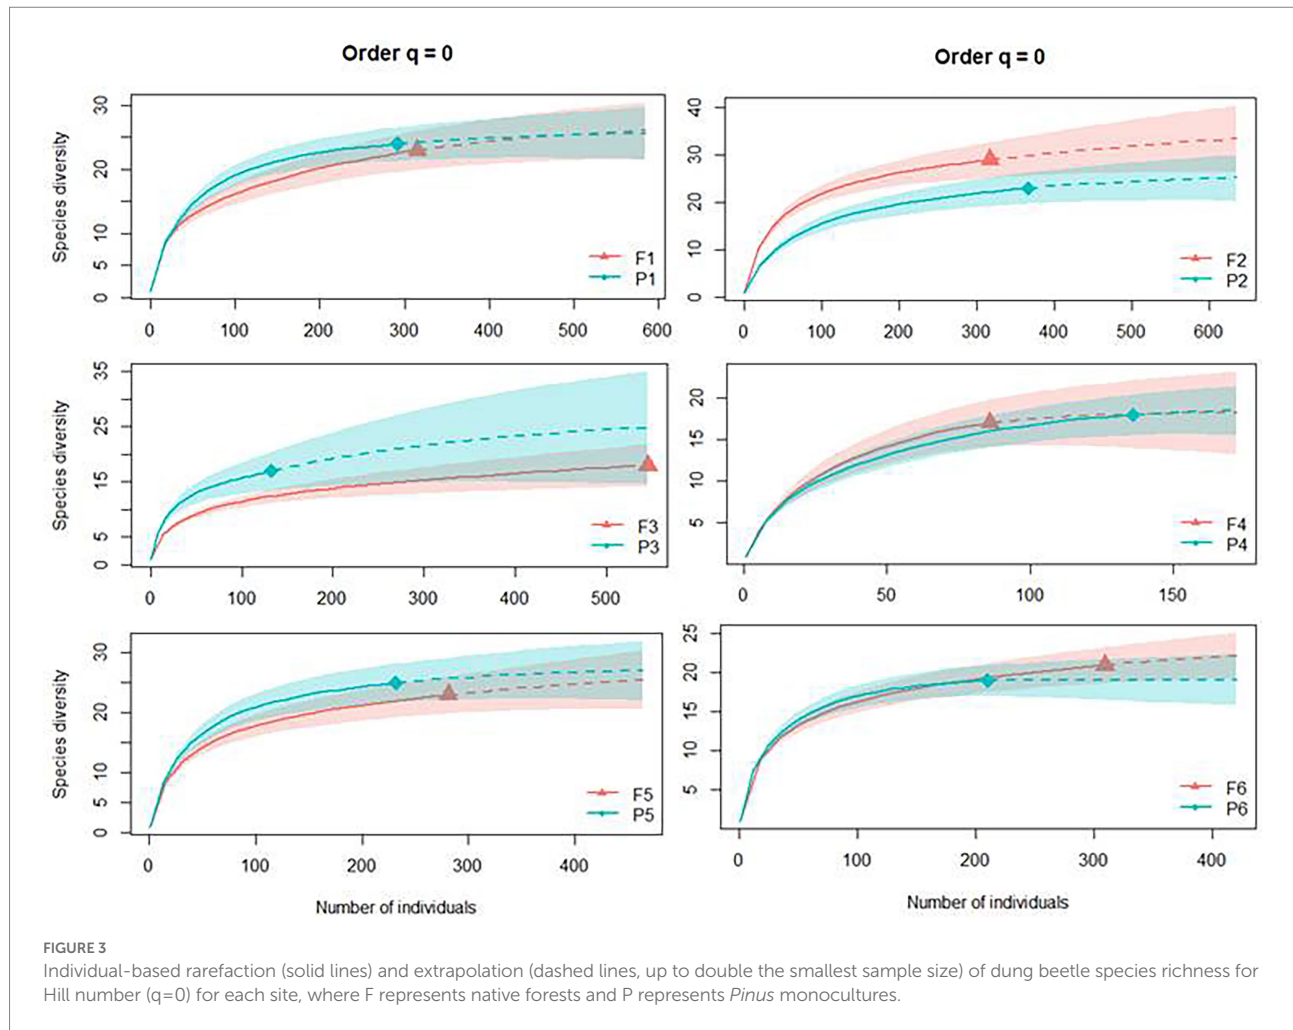 Order q = 0
Order q = 0
Species diversity
30
20
10
5
0
F1
P1
0 100 200 300 400 500 600
40
30
20
10
0
F2
P2
0 100 200 300 400 500 600
Species diversity
35
25
15
5
0
F3
P3
0 100 200 300 400 500
20
15
10
5
F4
P4
0 50 100 150
Species diversity
30
20
10
5
0
F5
P5
0 100 200 300 400
25
20
15
10
5
F6
P6
0 100 200 300 400
Number of individuals
Number of individuals
FIGURE 3
Individual-based rarefaction (solid lines) and extrapolation (dashed lines, up to double the smallest sample size) of dung beetle species richness for
Hill number (q=0) for each site, where F represents native forests and P represents Pinus monocultures.